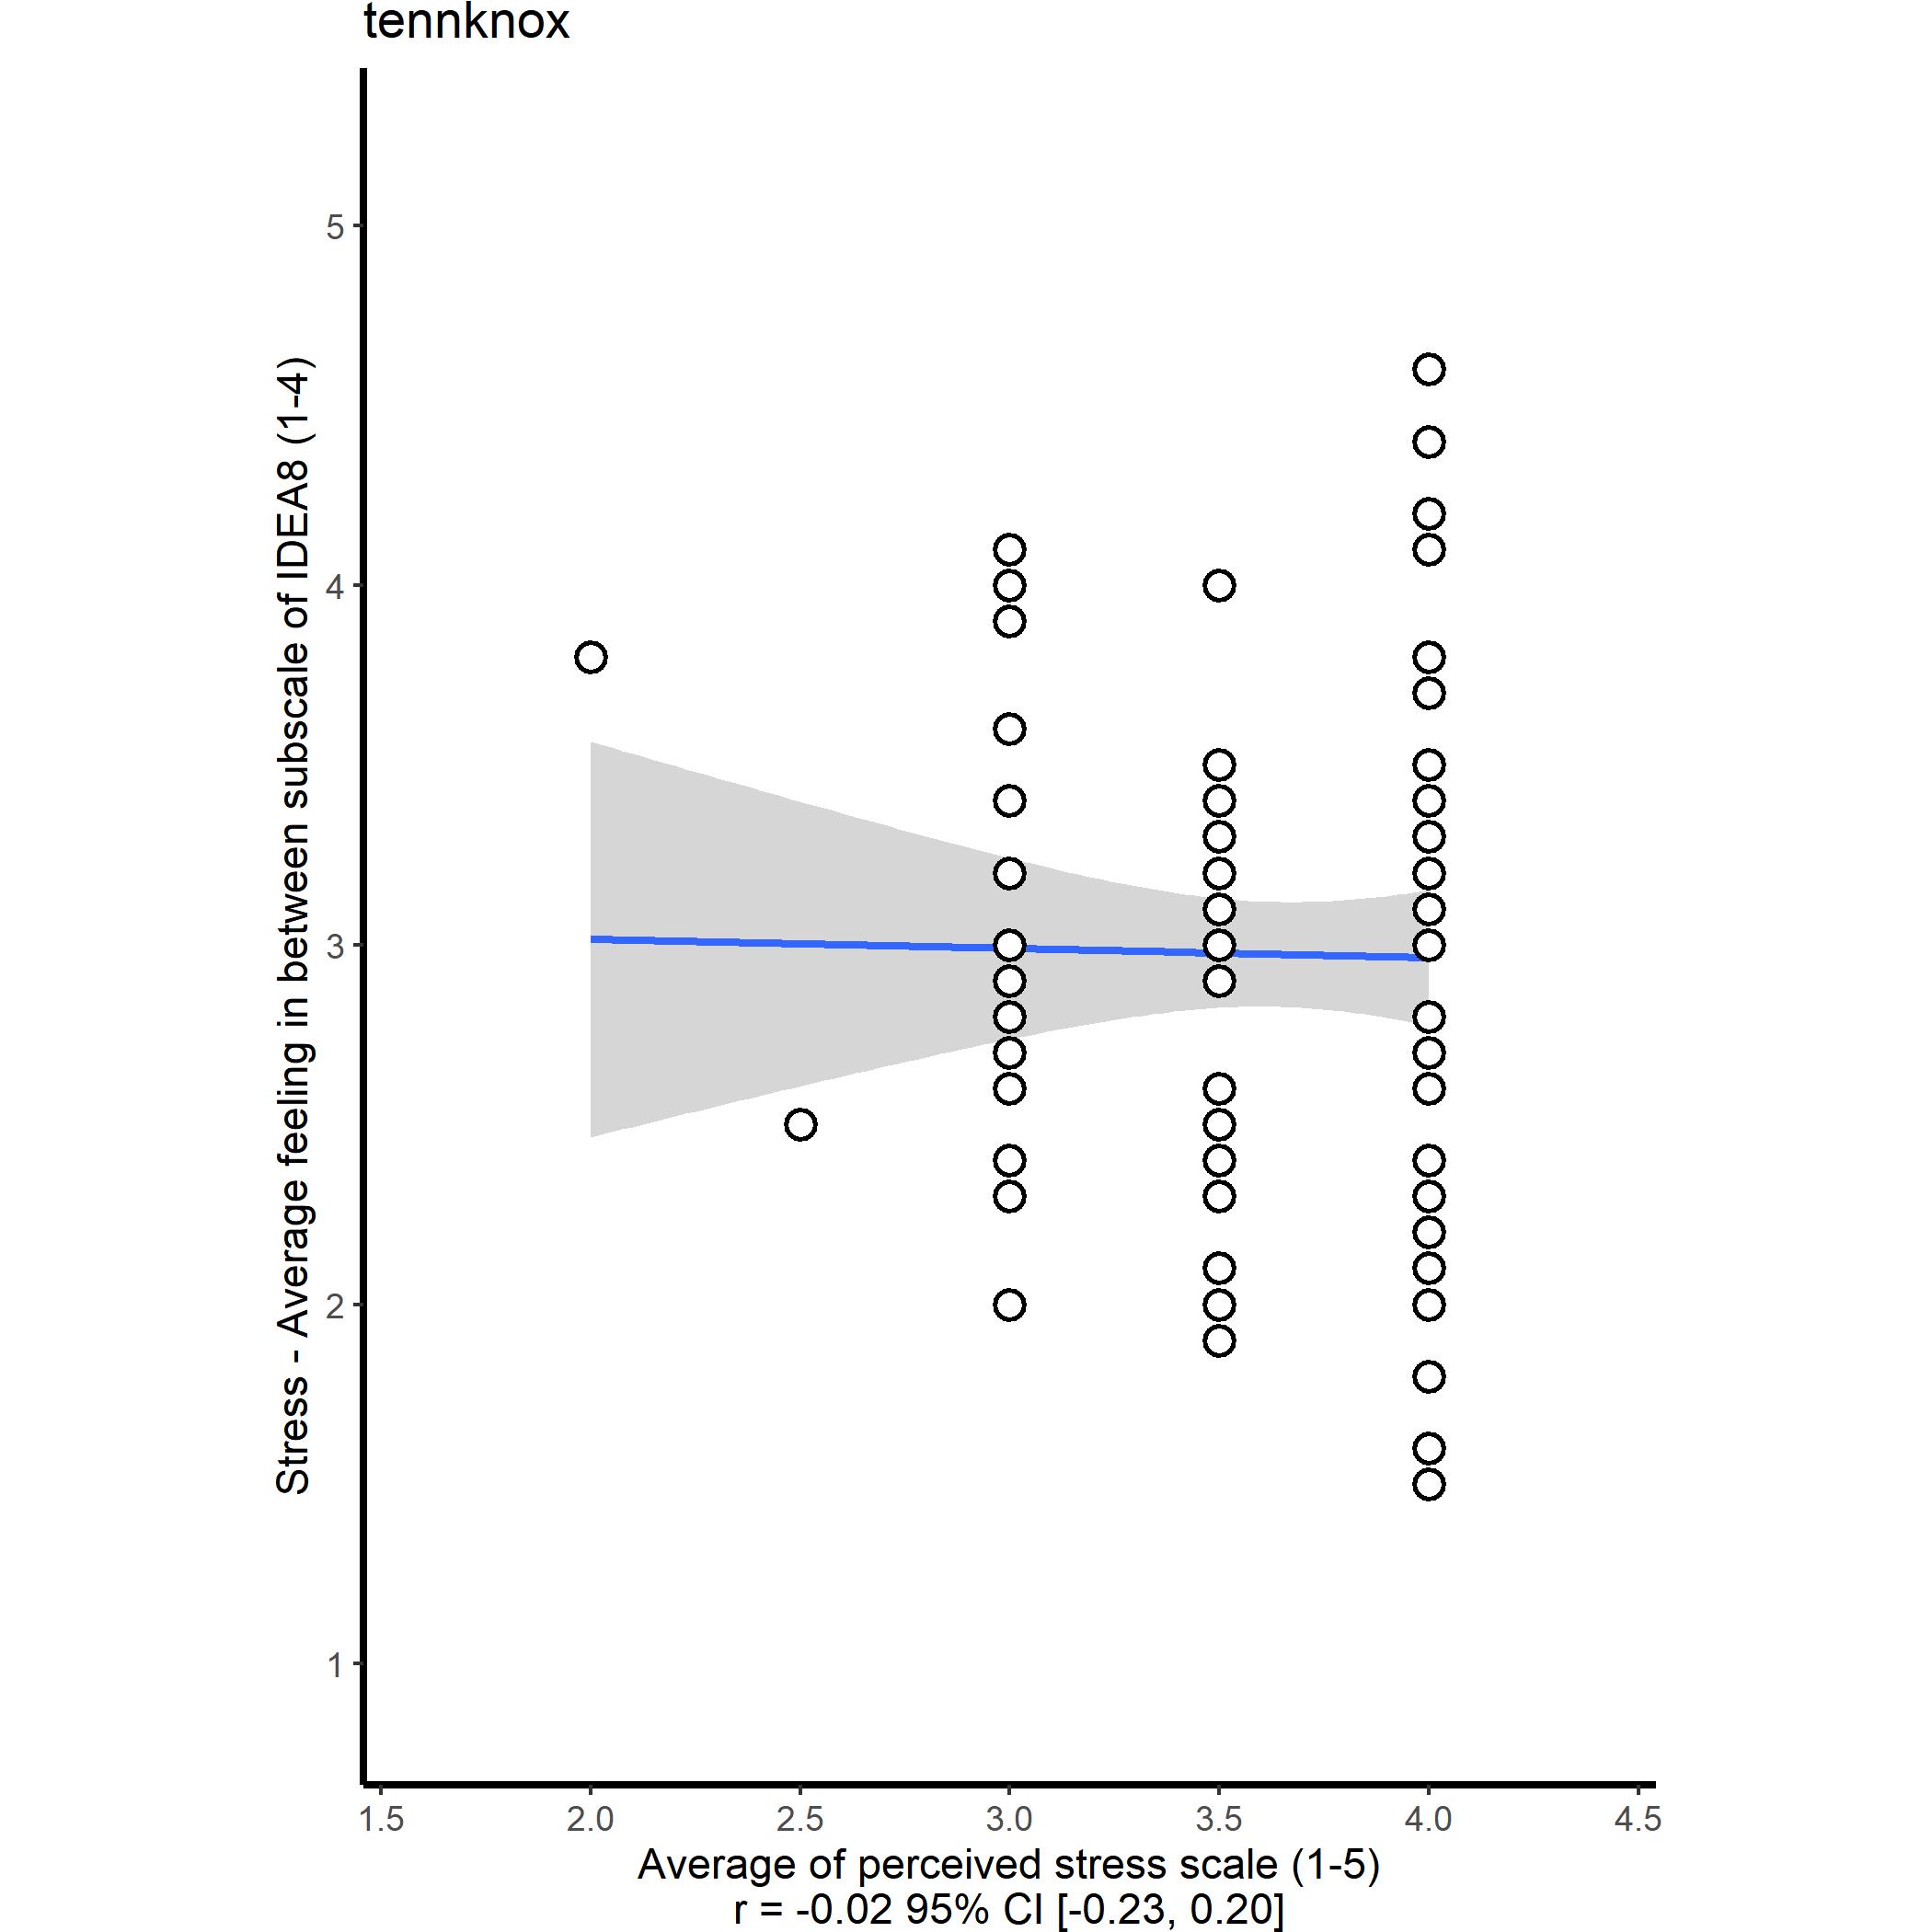 tennknox
Stress - Average feeling in between subscale of IDEA8 (1-4)
5
4
3
2
1
1.5 2.0 2.5 3.0 3.5 4.0 4.5
Average of perceived stress scale (1-5)
r = -0.02 95% CI [-0.23, 0.20]